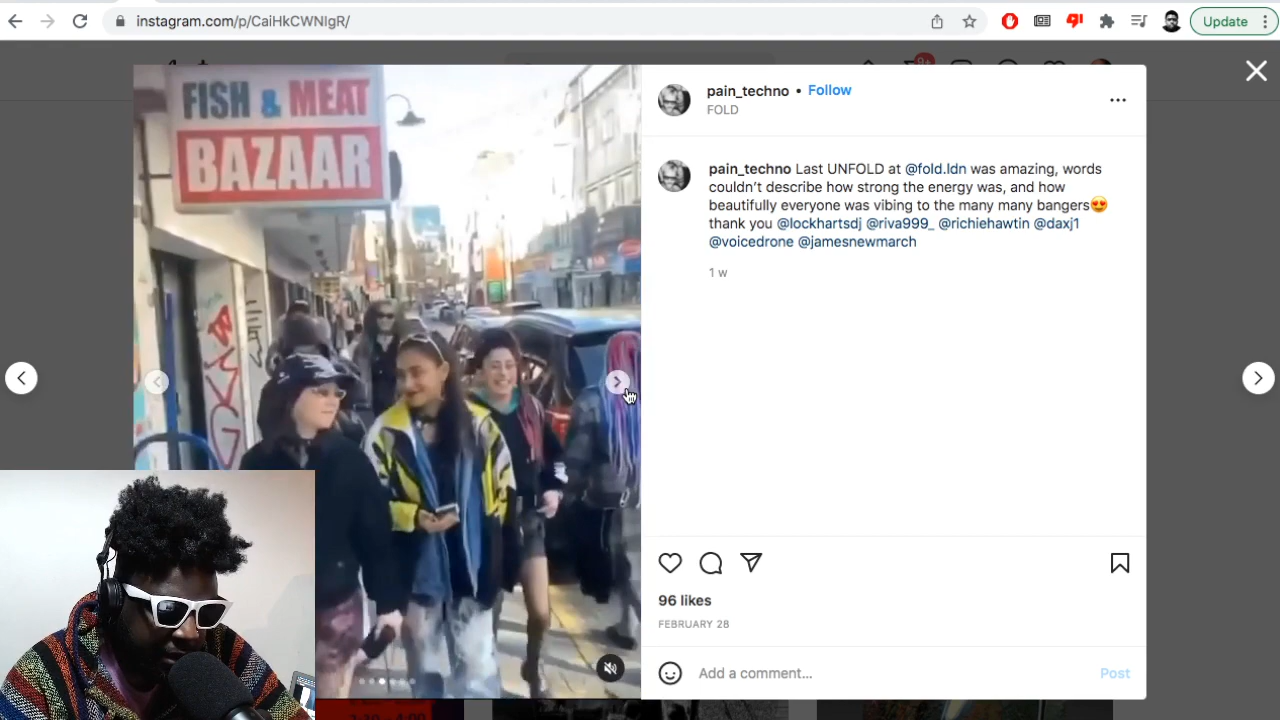 instagram.com/p/CaiHkCWNIgR/
Update
9+
FISH & MEAT
BAZAAR
pain_techno • Follow
FOLD
pain_techno Last UNFOLD at @fold.ldn was amazing, words
couldn't describe how strong the energy was, and how
beautifully everyone was vibing to the many many bangers😍
thank you @lockhartsdj @riva999_ @richiehawtin @daxj1
@voicedrone @jamesnewmarch
1 w
96 likes
FEBRUARY 28
Add a comment...
Post